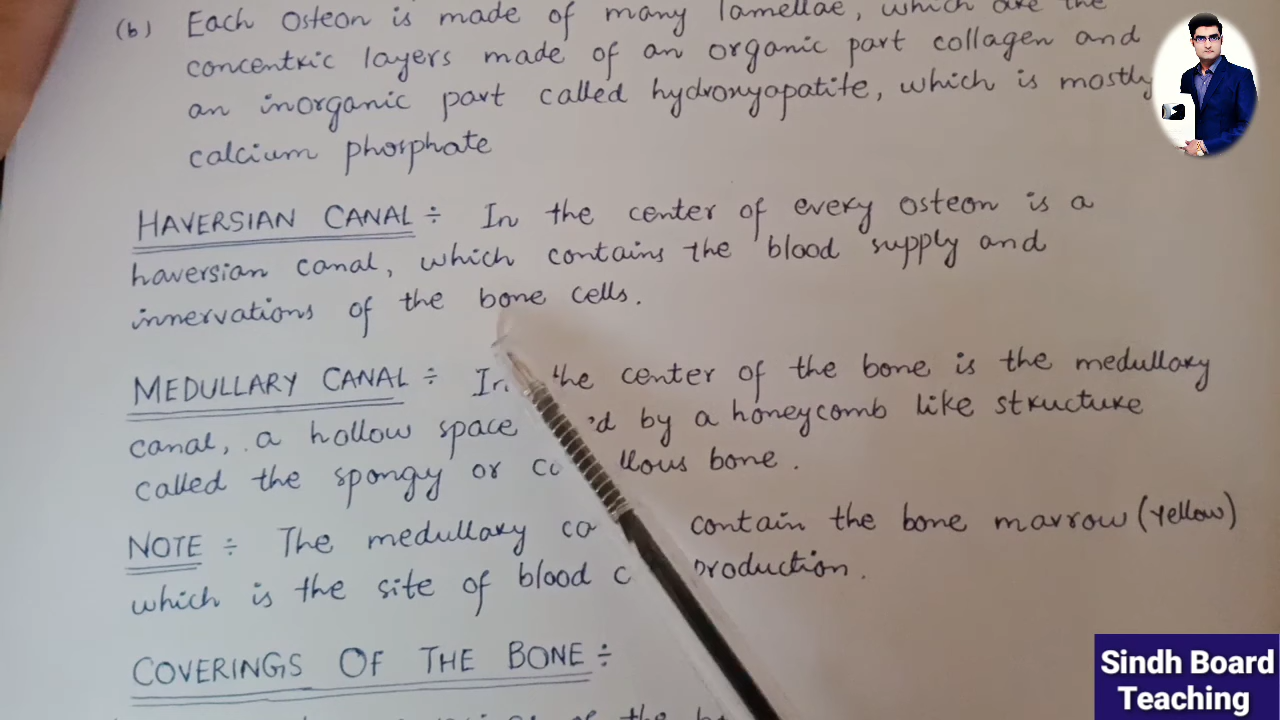 (b) Each Osteon is made of many lamellae, which are the
concentric layers made of an organic part collagen and
an inorganic part called hydroxyapatite, which is mostly
calcium phosphate
HAVERSIAN CANAL ÷ In the center of every osteon is a
haversian canal, which contains the blood supply and
innervations of the bone cells.
MEDULLARY CANAL ÷ In the center of the bone is the medullary
canal, a hollow space by a honeycomb like structure
called the spongy or bone.
NOTE ÷ The medullary contain the bone marrow (yellow)
which is the site of blood production.
COVERINGS OF THE BONE ÷
of the
Sindh Board
Teaching